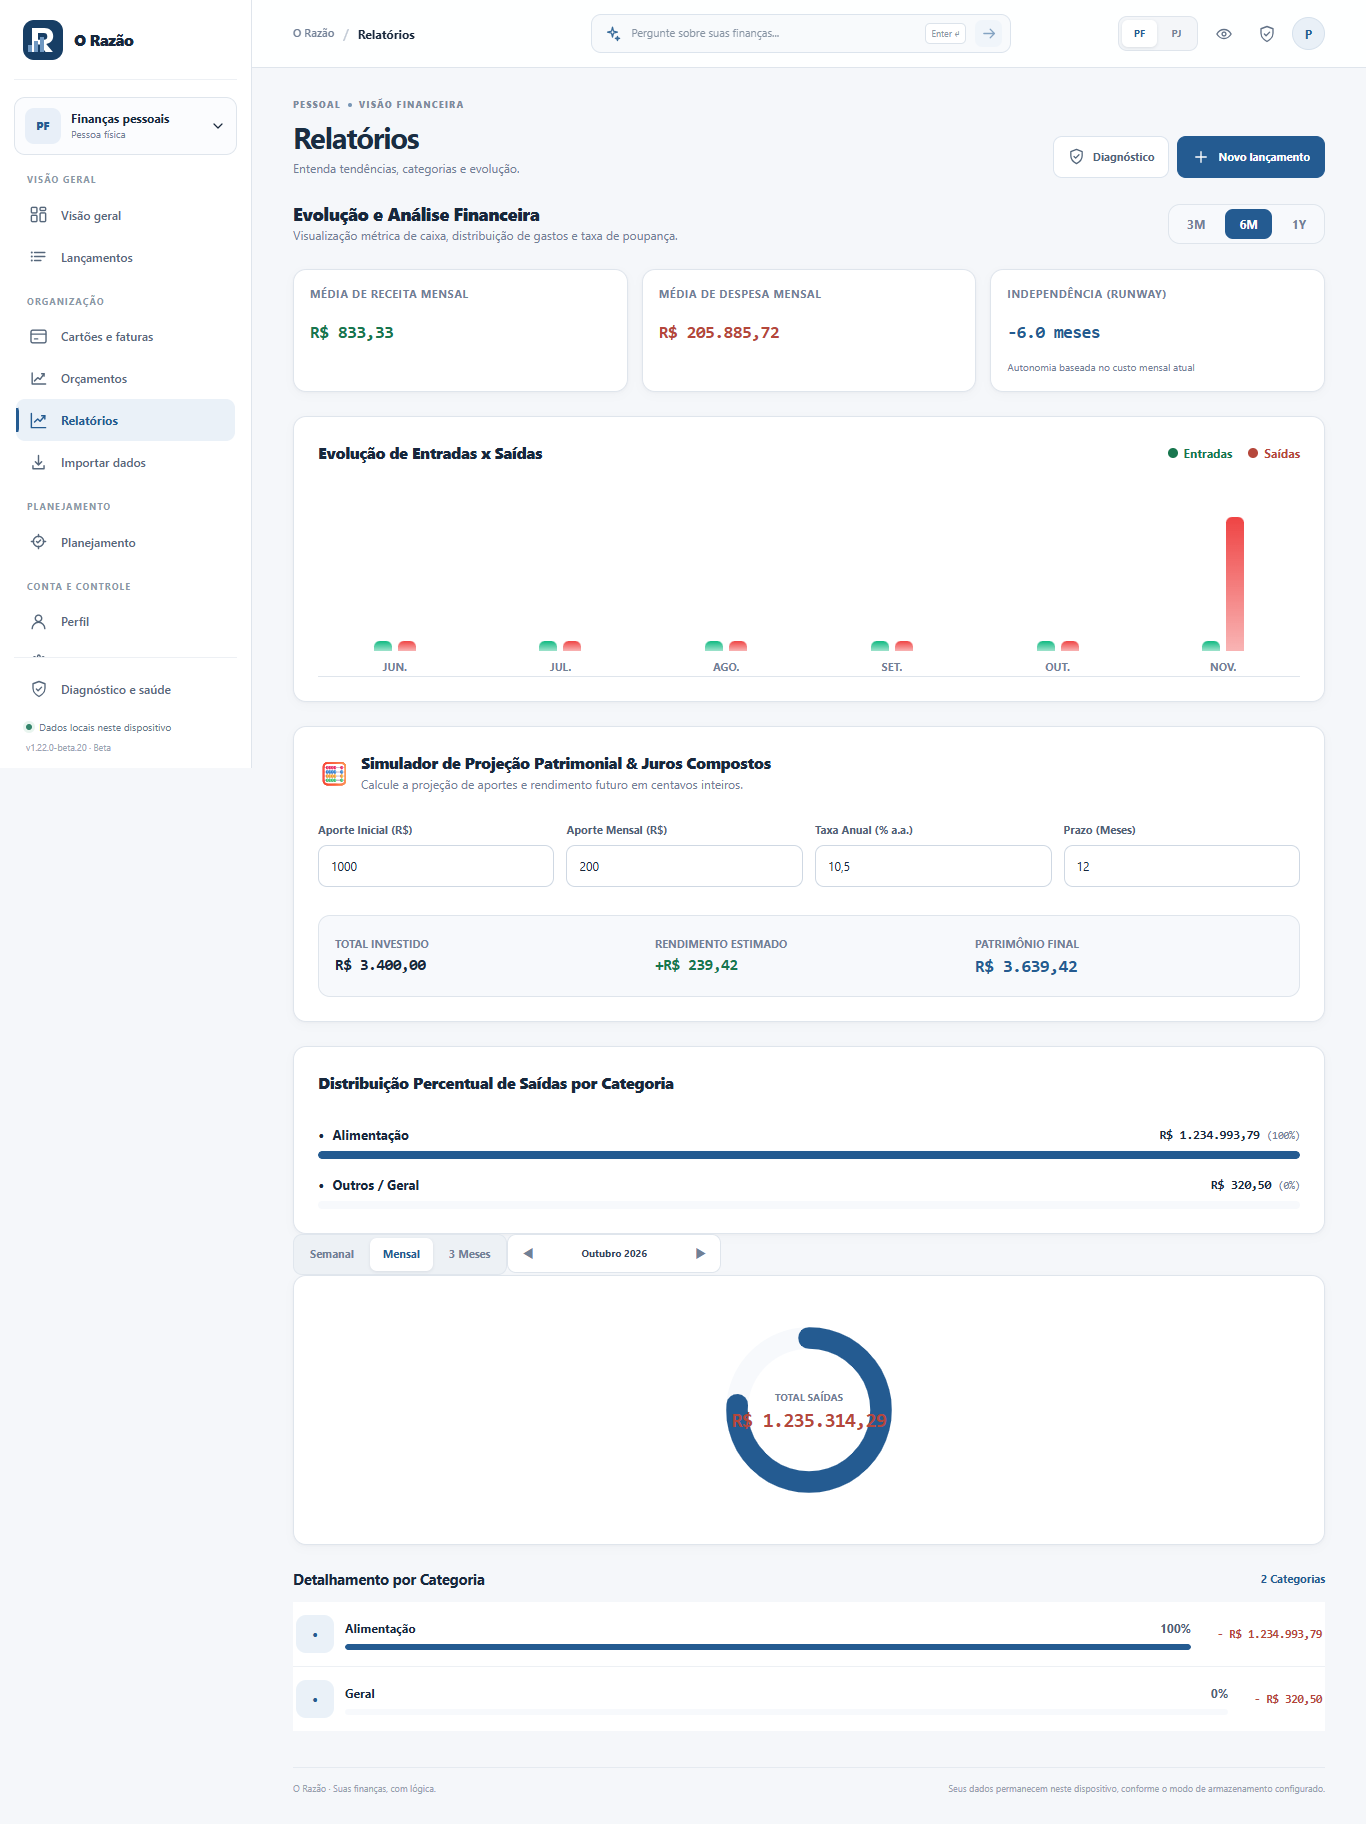 O Razão
O Razão / Relatórios
Pergunte sobre suas finanças...
Enter ↲
PF PJ
P
PF
Finanças pessoais
Pessoa física
VISÃO GERAL
Visão geral
Lançamentos
ORGANIZAÇÃO
Cartões e faturas
Orçamentos
Relatórios
Importar dados
PLANEJAMENTO
Planejamento
CONTA E CONTROLE
Perfil
Diagnóstico e saúde
Dados locais neste dispositivo
v1.22.0-beta.20 · Beta
PESSOAL • VISÃO FINANCEIRA
Relatórios
Entenda tendências, categorias e evolução.
Diagnóstico
Novo lançamento
Evolução e Análise Financeira
Visualização métrica de caixa, distribuição de gastos e taxa de poupança.
3M 6M 1Y
MÉDIA DE RECEITA MENSAL
R$ 833,33
MÉDIA DE DESPESA MENSAL
R$ 205.885,72
INDEPENDÊNCIA (RUNWAY)
-6.0 meses
Autonomia baseada no custo mensal atual
Evolução de Entradas x Saídas
Entradas Saídas
JUN. JUL. AGO. SET. OUT. NOV.
Simulador de Projeção Patrimonial & Juros Compostos
Calcule a projeção de aportes e rendimento futuro em centavos inteiros.
Aporte Inicial (R$) Aporte Mensal (R$) Taxa Anual (% a.a.) Prazo (Meses)
1000 200 10,5 12
TOTAL INVESTIDO RENDIMENTO ESTIMADO PATRIMÔNIO FINAL
R$ 3.400,00 +R$ 239,42 R$ 3.639,42
Distribuição Percentual de Saídas por Categoria
• Alimentação R$ 1.234.993,79 (100%)
• Outros / Geral R$ 320,50 (0%)
Semanal Mensal 3 Meses ◀ Outubro 2026 ▶
TOTAL SAÍDAS
R$ 1.235.314,29
Detalhamento por Categoria 2 Categorias
• Alimentação 100% - R$ 1.234.993,79
• Geral 0% - R$ 320,50
O Razão · Suas finanças, com lógica.
Seus dados permanecem neste dispositivo, conforme o modo de armazenamento configurado.